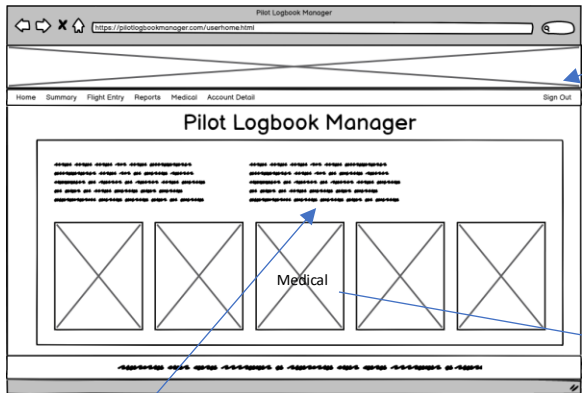 Pilot Logbook Manager
https://pilotlogbookmanager.com/userhome.html
Home Summary Flight Entry Reports Medical Account Detail Sign Out
Pilot Logbook Manager
Medical